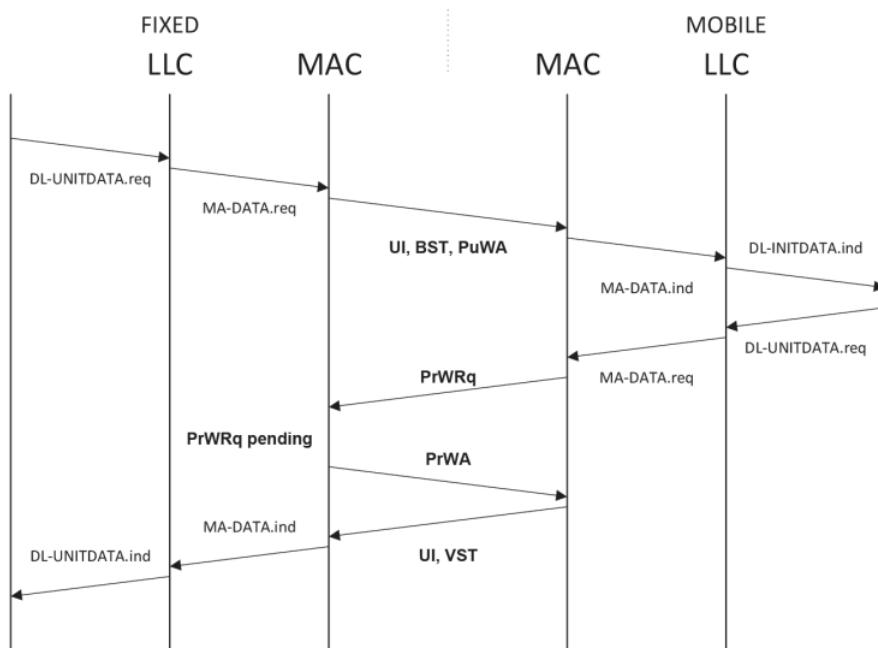 FIXED MOBILE
LLC MAC MAC LLC
DL-UNITDATA.req
MA-DATA.req
UI, BST, PuWA
DL-INITDATA.ind
MA-DATA.ind
DL-UNITDATA.req
MA-DATA.req
PrWRq
PrWRq pending
PrWA
MA-DATA.ind
DL-UNITDATA.ind
UI, VST